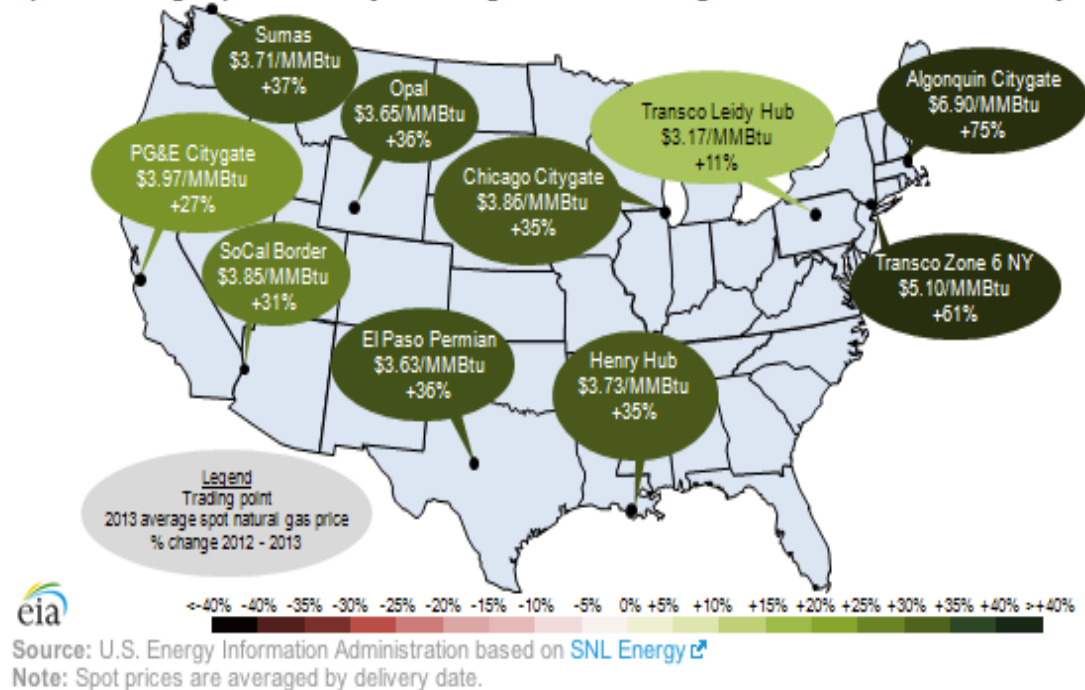 Sumas
$3.71/MMBtu
+37%
Opal
$3.65/MMBtu
+36%
Transco Leidy Hub
$3.17/MMBtu
+11%
Algonquin Citygate
$6.90/MMBtu
+75%
PG&E Citygate
$3.97/MMBtu
+27%
Chicago Citygate
$3.86/MMBtu
+35%
SoCal Border
$3.85/MMBtu
+31%
Transco Zone 6 NY
$5.10/MMBtu
+61%
El Paso Permian
$3.63/MMBtu
+36%
Henry Hub
$3.73/MMBtu
+35%
Legend
Trading point
2013 average spot natural gas price
% change 2012 - 2013
eia
<-40% -40% -35% -30% -25% -20% -15% -10% -5% 0% +5% +10% +15% +20% +25% +30% +35% +40% >+40%
Source: U.S. Energy Information Administration based on SNL Energy
Note: Spot prices are averaged by delivery date.